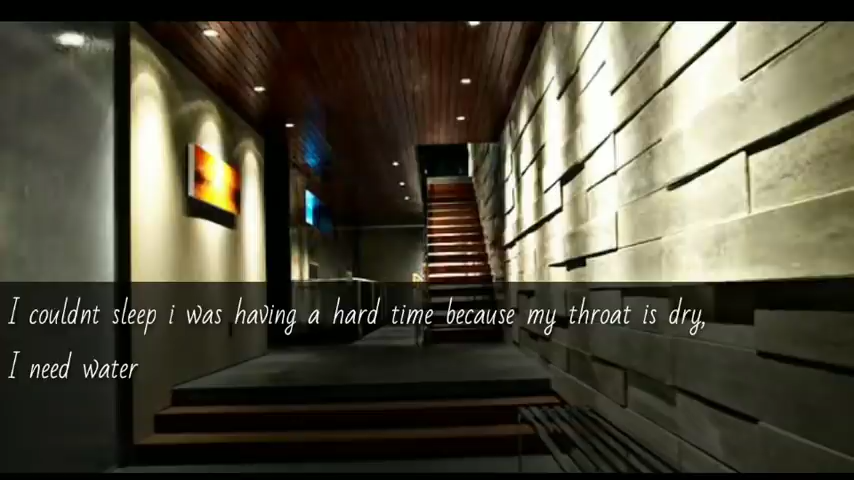 I couldnt sleep i was having a hard time because my throat is dry,
I need water